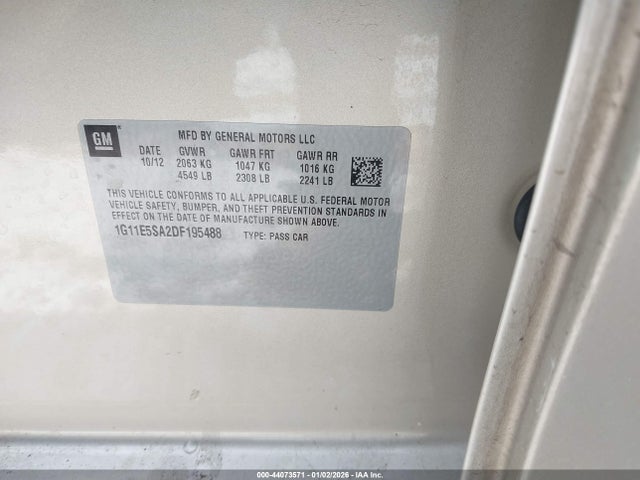 GM
MFD BY GENERAL MOTORS LLC
DATE GVWR GAWR FRT GAWR RR
10/12 2063 KG 1047 KG 1016 KG
4549 LB 2308 LB 2241 LB
THIS VEHICLE CONFORMS TO ALL APPLICABLE U.S. FEDERAL MOTOR
VEHICLE SAFETY, BUMPER, AND THEFT PREVENTION STANDARDS IN
EFFECT ON THE DATE OF MANUFACTURE SHOWN ABOVE.
1G11E5SA2DF195488 TYPE: PASS CAR
000-44073571 | 01/02/2026 - © IAA Inc.